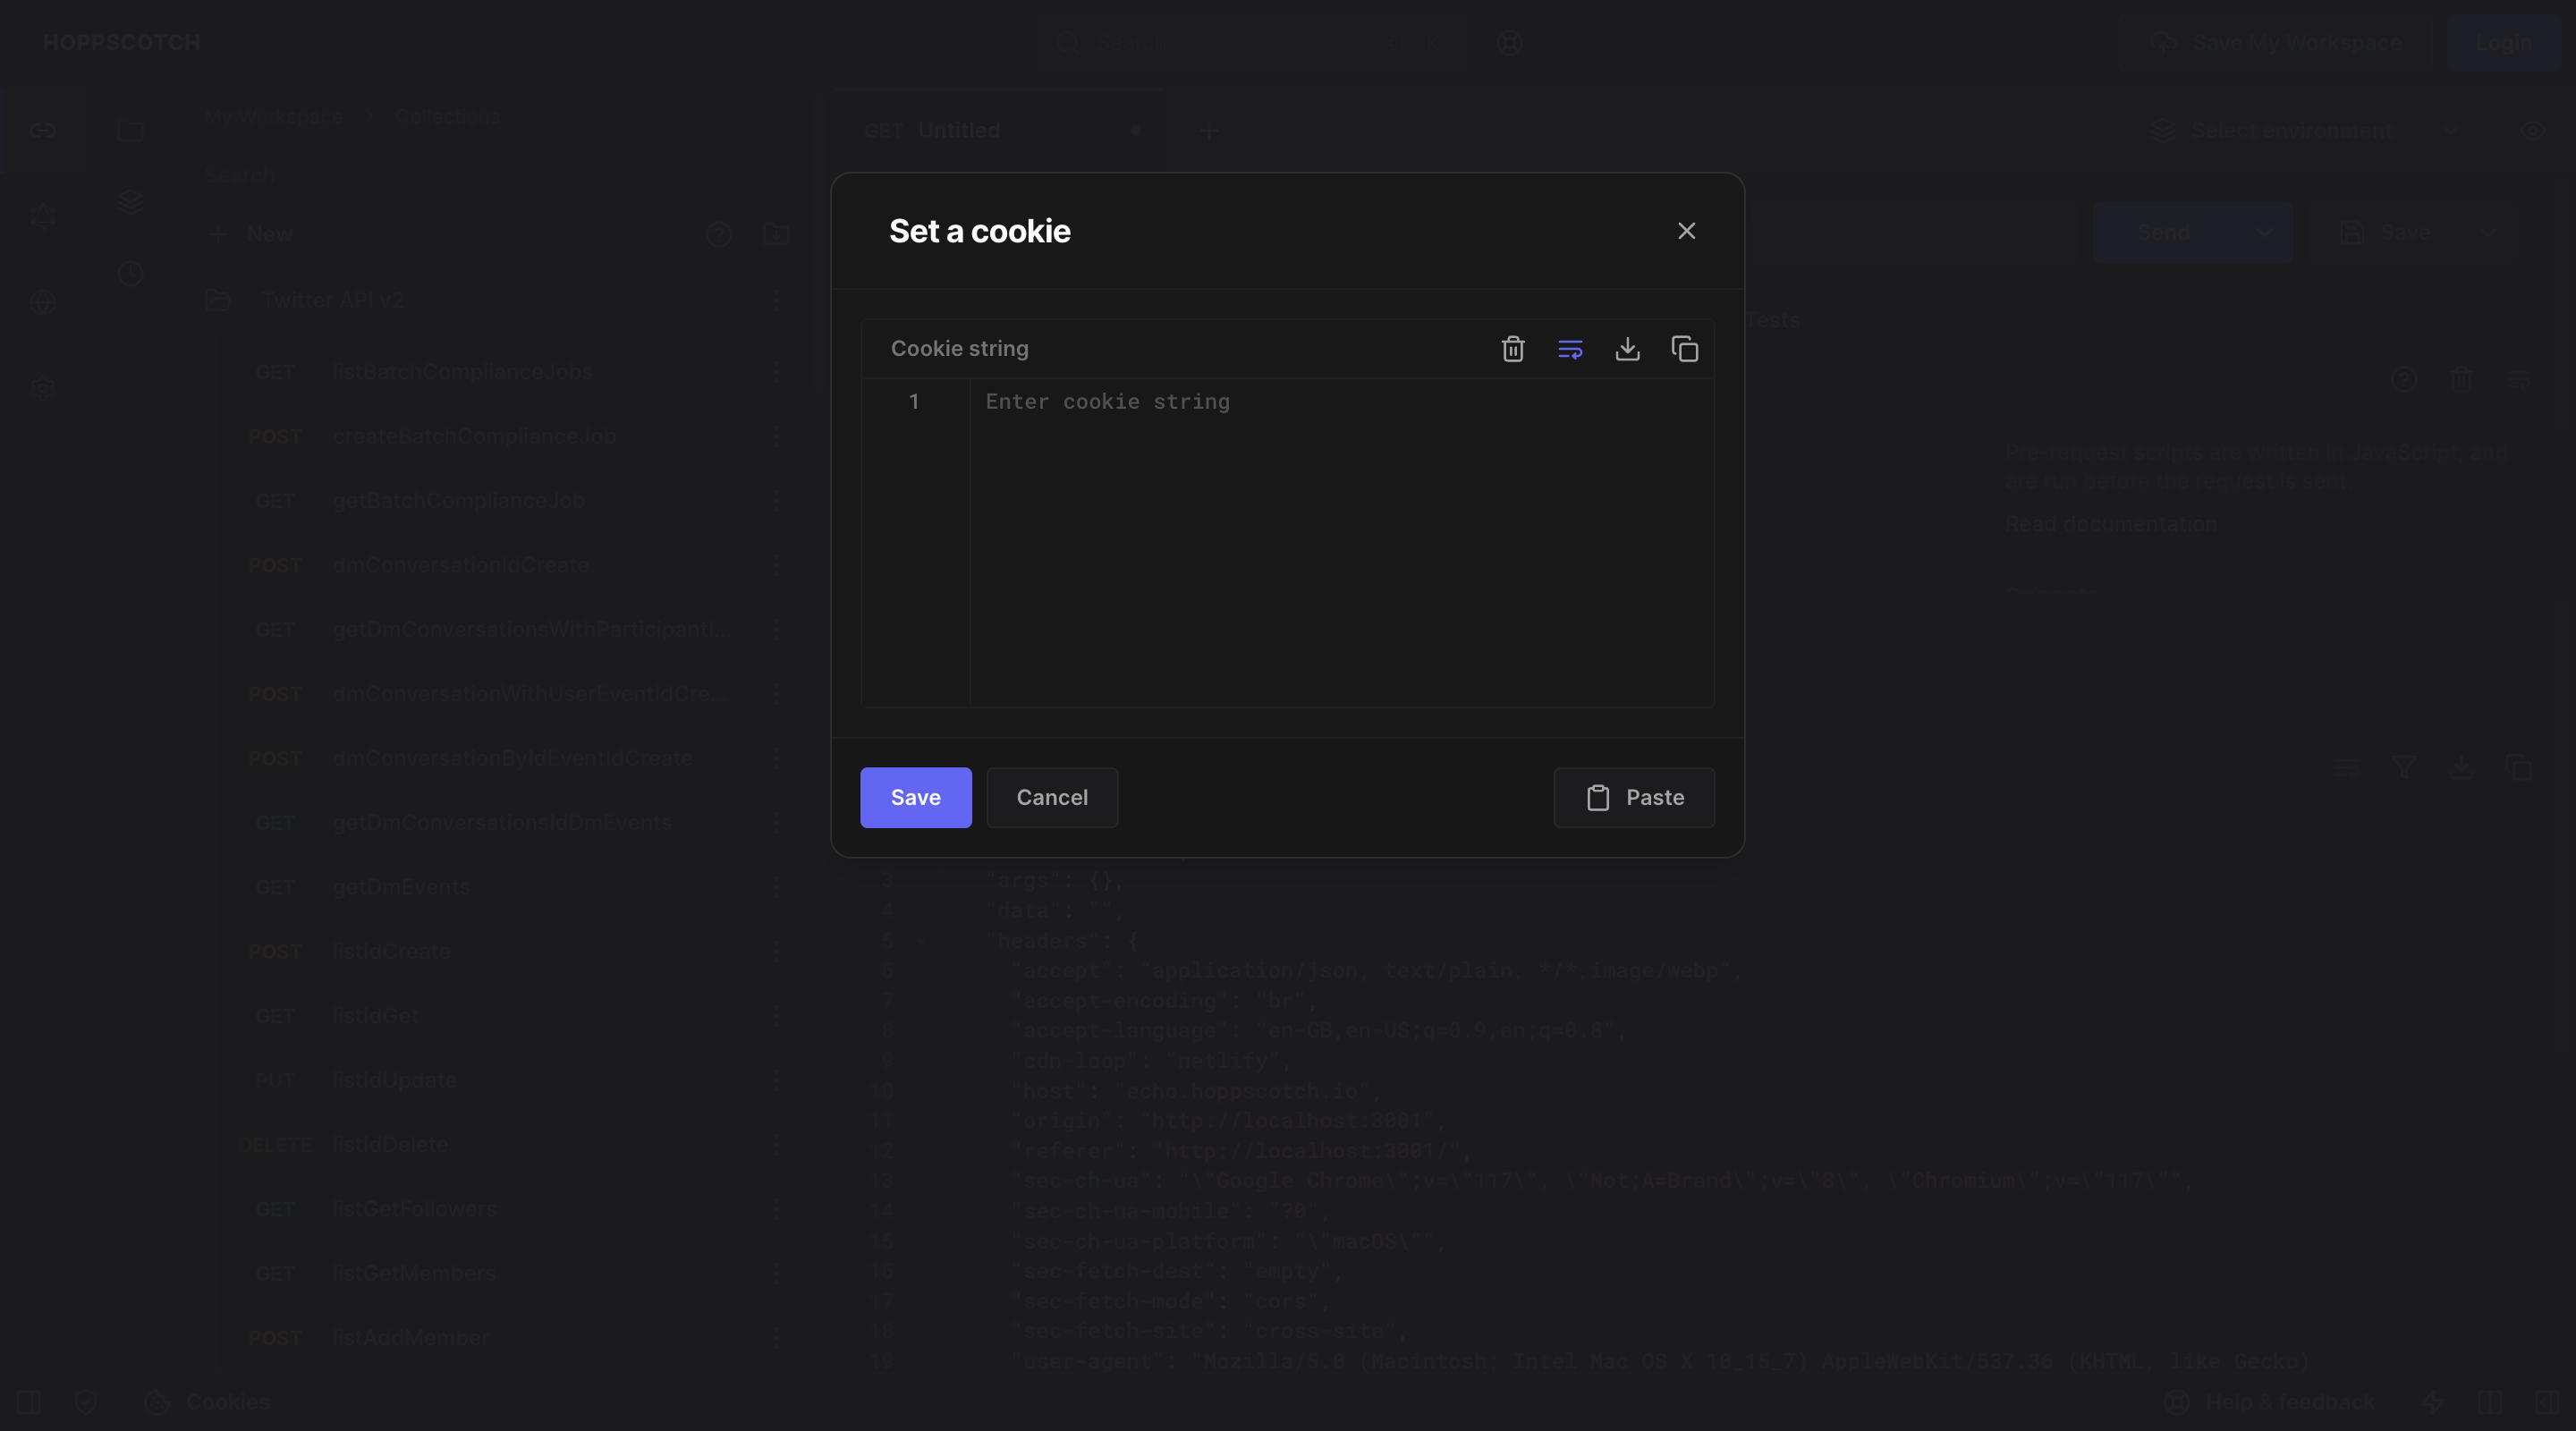 HOPPSCOTCH
Search
Save My Workspace
Login
My Workspace > Collections
Search
New
Twitter API v2
GET listBatchComplianceJobs
POST createBatchComplianceJob
GET getBatchComplianceJob
POST dmConversationIdCreate
GET getDmConversationsWithParticipantI...
POST dmConversationWithUserEventIdCre...
POST dmConversationByIdEventIdCreate
GET getDmConversationsIdDmEvents
GET getDmEvents
POST listIdCreate
GET listIdGet
PUT listIdUpdate
DELETE listIdDelete
GET listGetFollowers
GET listGetMembers
POST listAddMember
GET Untitled
Select environment
Send
Save
Tests
Pre-request scripts are written in JavaScript, and
are run before the request is sent.
Read documentation
Set a cookie
Cookie string
1 Enter cookie string
Save
Cancel
Paste
3 "args": {},
4 "data": "",
5 "headers": {
6 "accept": "application/json, text/plain, */*,image/webp",
7 "accept-encoding": "br",
8 "accept-language": "en-GB,en-US;q=0.9,en;q=0.8",
9 "cdn-loop": "netlify",
10 "host": "echo.hoppscotch.io",
11 "origin": "http://localhost:3001",
12 "referer": "http://localhost:3001/",
13 "sec-ch-ua": "\"Google Chrome\";v=\"117\", \"Not;A=Brand\";v=\"8\", \"Chromium\";v=\"117\"",
14 "sec-ch-ua-mobile": "?0",
15 "sec-ch-ua-platform": "\"macOS\"",
16 "sec-fetch-dest": "empty",
17 "sec-fetch-mode": "cors",
18 "sec-fetch-site": "cross-site",
19 "user-agent": "Mozilla/5.0 (Macintosh; Intel Mac OS X 10_15_7) AppleWebKit/537.36 (KHTML, like Gecko)
Cookies
Help & feedback